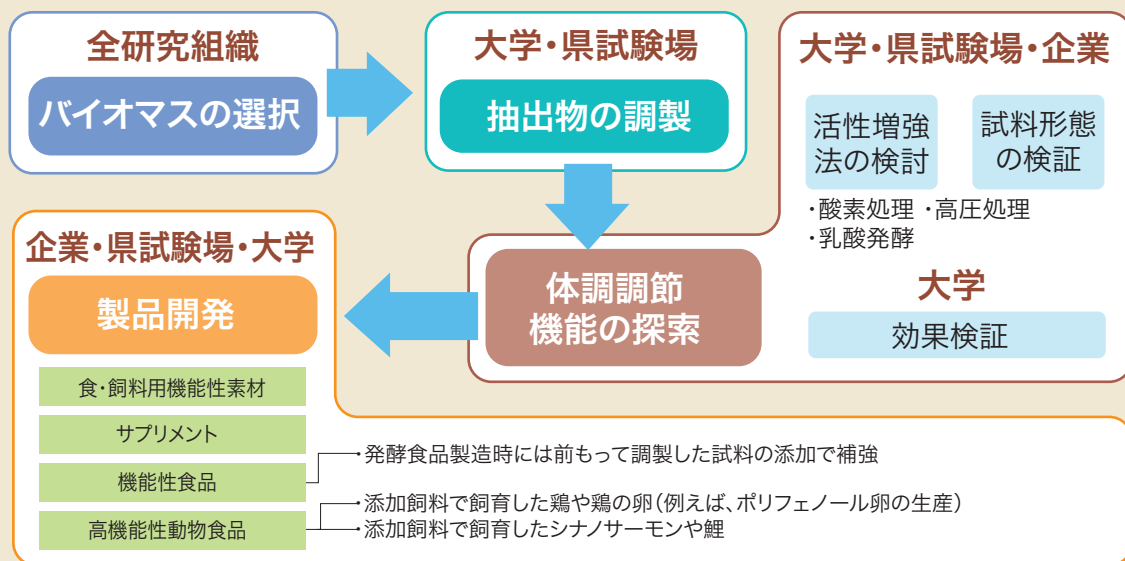 全研究組織
バイオマスの選択
大学・県試験場
抽出物の調製
大学・県試験場・企業
活性増強
法の検討
試料形態
の検証
・酸素処理 ・高圧処理
・乳酸発酵
大学
効果検証
体調調節
機能の探索
企業・県試験場・大学
製品開発
食・飼料用機能性素材
サプリメント
機能性食品
高機能性動物食品
・発酵食品製造時には前もって調製した試料の添加で補強
・添加飼料で飼育した鶏や鶏の卵(例えば、ポリフェノール卵の生産)
・添加飼料で飼育したシナノサーモンや鯉